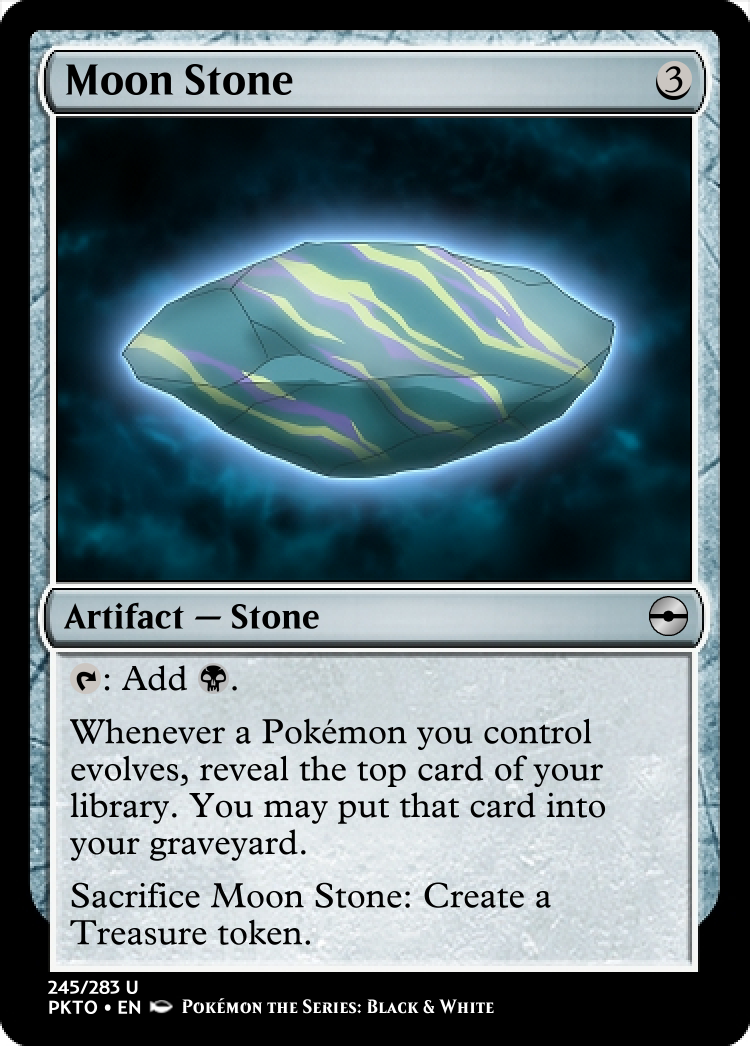 Moon Stone 3
Artifact — Stone
: Add .
Whenever a Pokémon you control
evolves, reveal the top card of your
library. You may put that card into
your graveyard.
Sacrifice Moon Stone: Create a
Treasure token.
245/283 U
PKTO • EN Pokémon the Series: Black & White